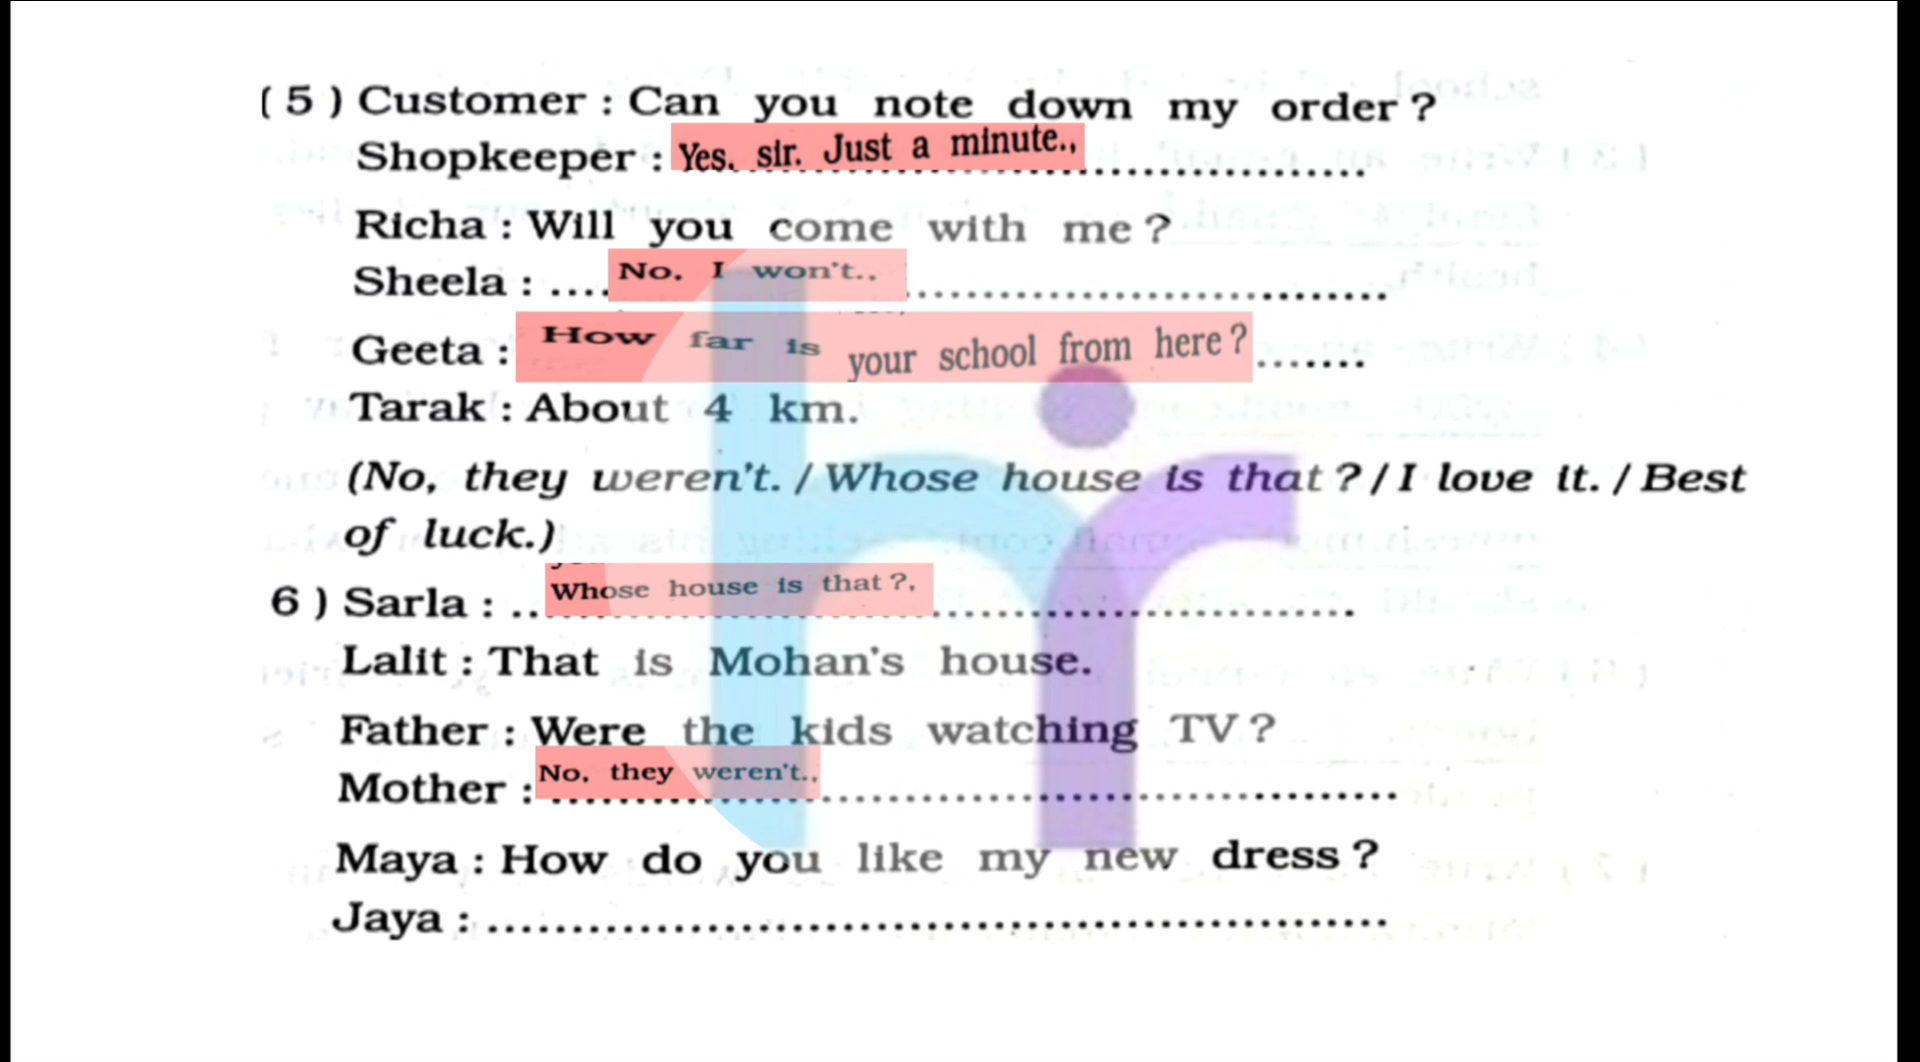 ( 5 ) Customer : Can you note down my order ?
Shopkeeper : Yes. sir. Just a minute.,
Richa : Will you come with me ?
Sheela : .... No. I won't..
Geeta : How far is your school from here ? .......
Tarak : About 4 km.
(No, they weren't. / Whose house is that ? / I love it. / Best
of luck.)
6 ) Sarla : .. Whose house is that ?.
Lalit : That is Mohan's house.
Father : Were the kids watching TV ?
Mother : No, they weren't..
Maya : How do you like my new dress ?
Jaya : ............................................................
hr